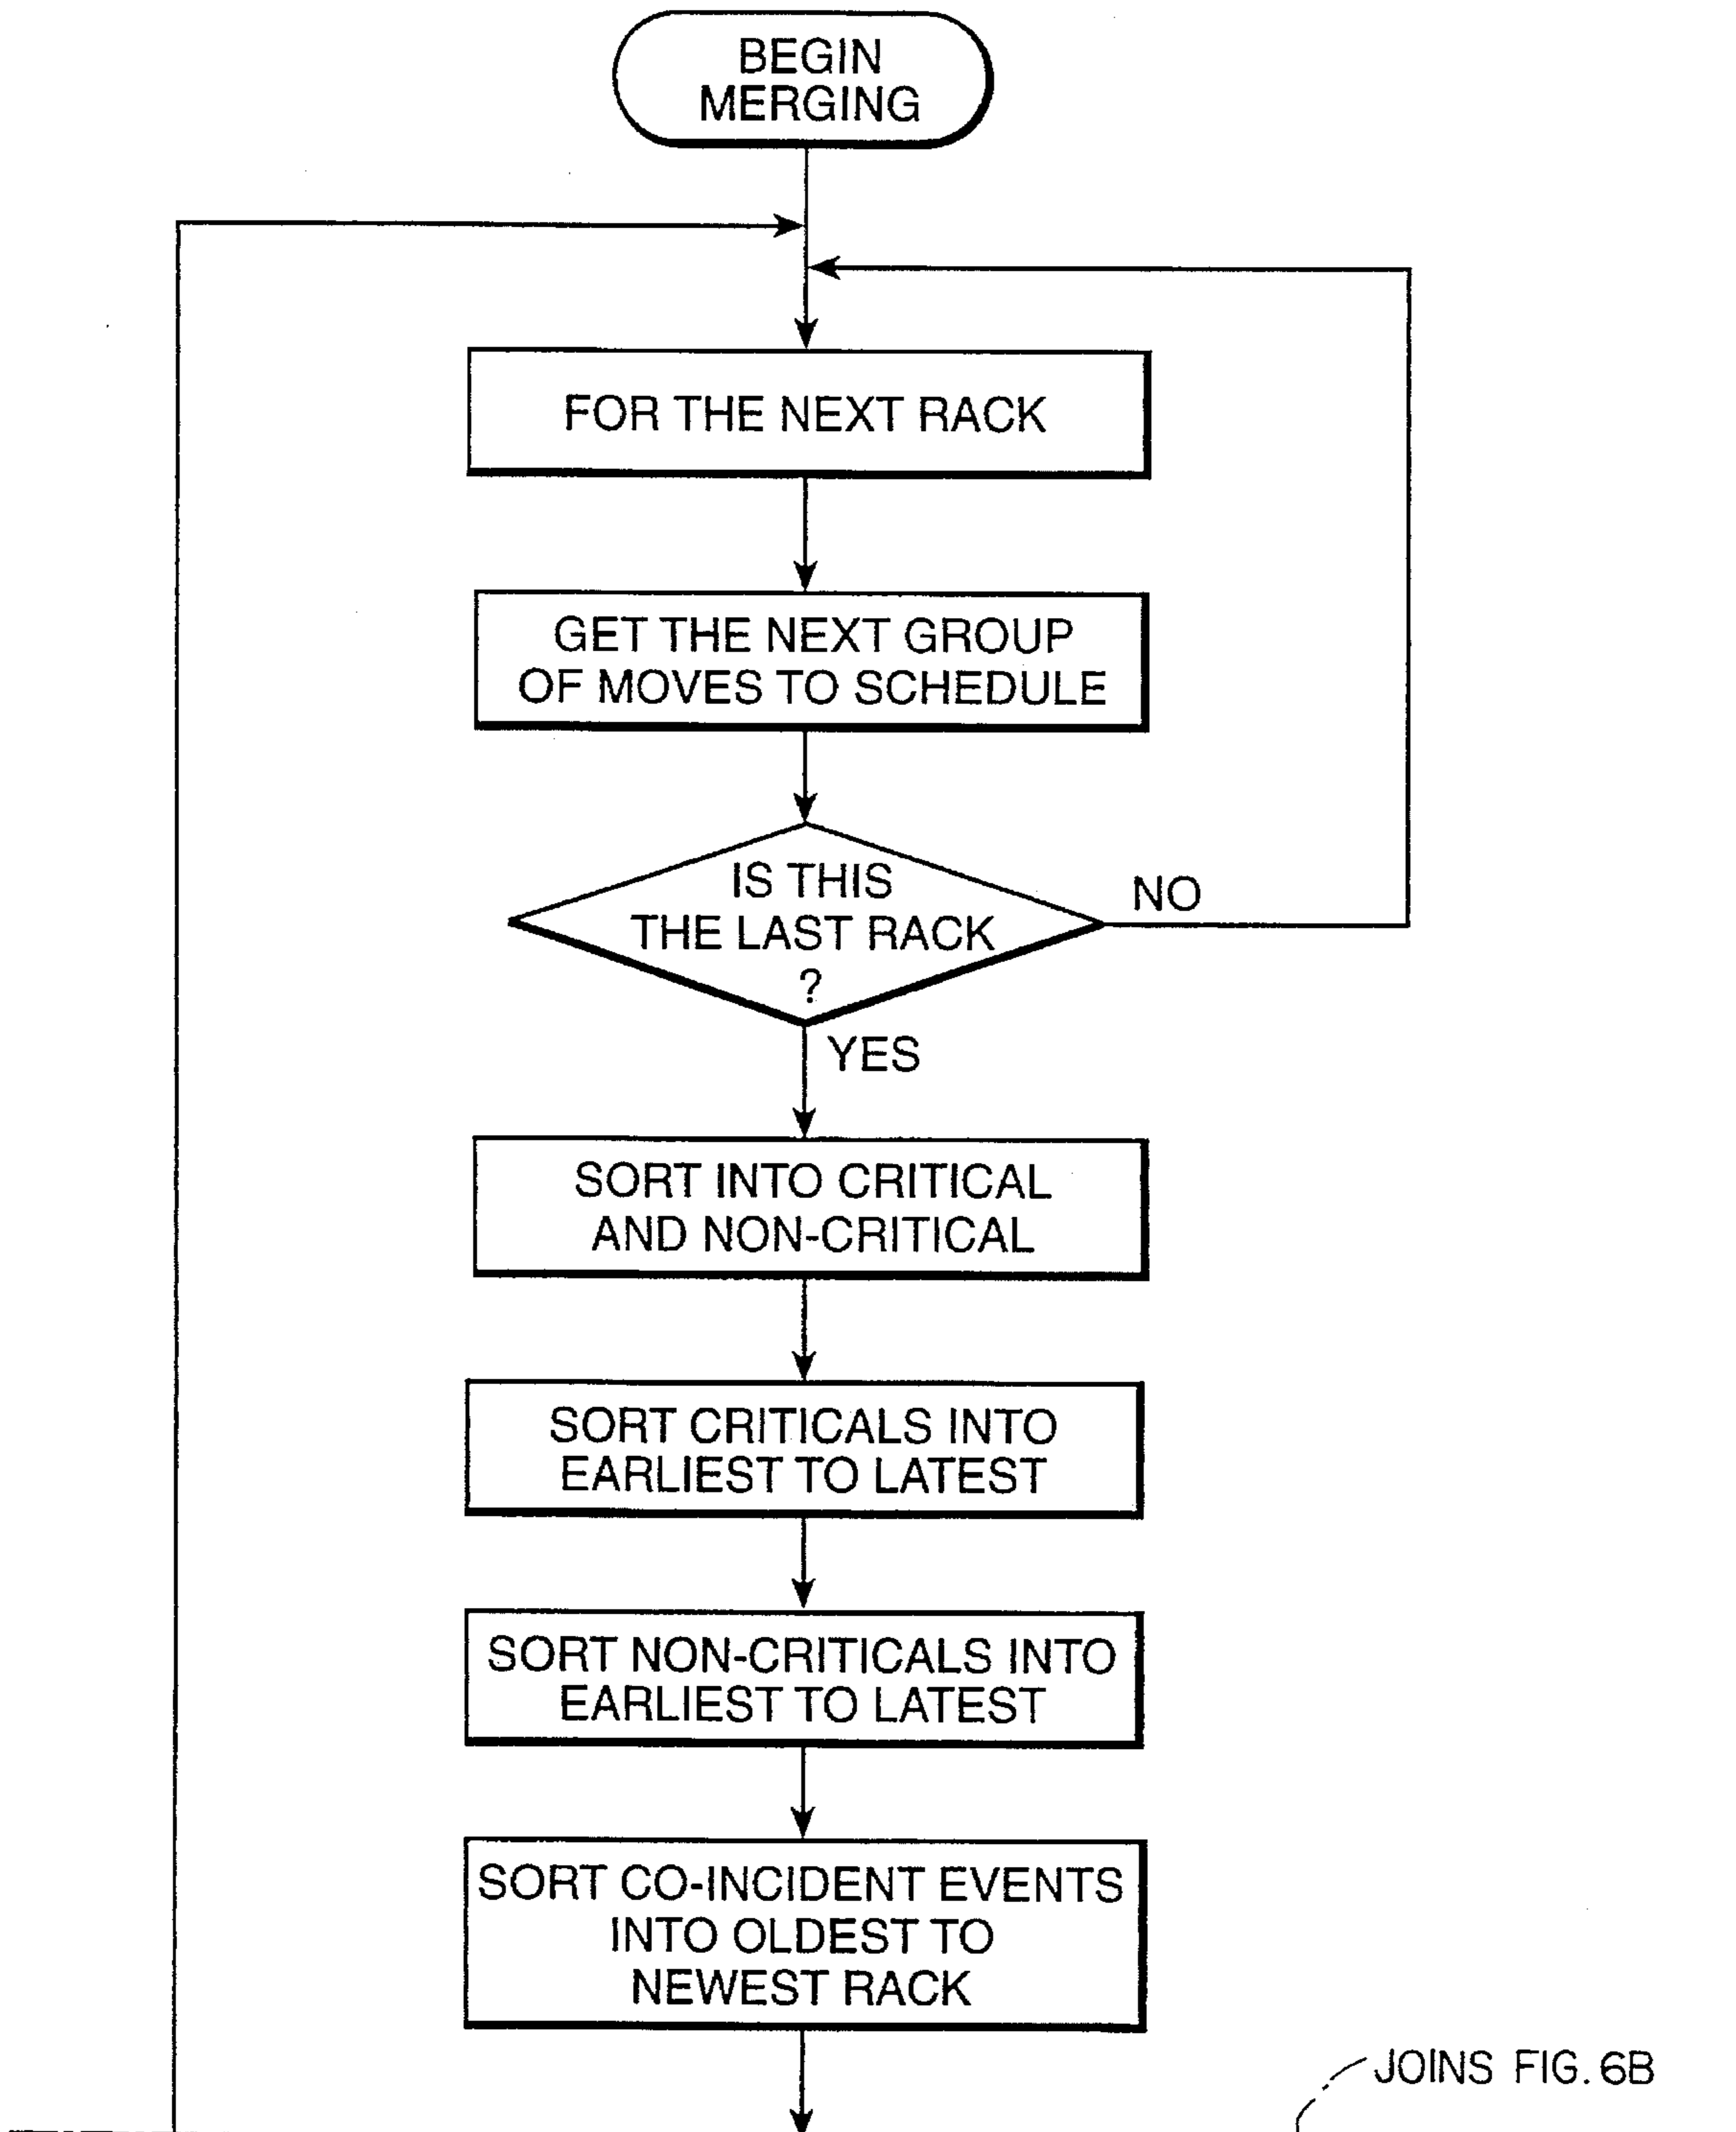 BEGIN
MERGING
FOR THE NEXT RACK
GET THE NEXT GROUP
OF MOVES TO SCHEDULE
IS THIS
THE LAST RACK
?
NO
YES
SORT INTO CRITICAL
AND NON-CRITICAL
SORT CRITICALS INTO
EARLIEST TO LATEST
SORT NON-CRITICALS INTO
EARLIEST TO LATEST
SORT CO-INCIDENT EVENTS
INTO OLDEST TO
NEWEST RACK
JOINS FIG. 6B